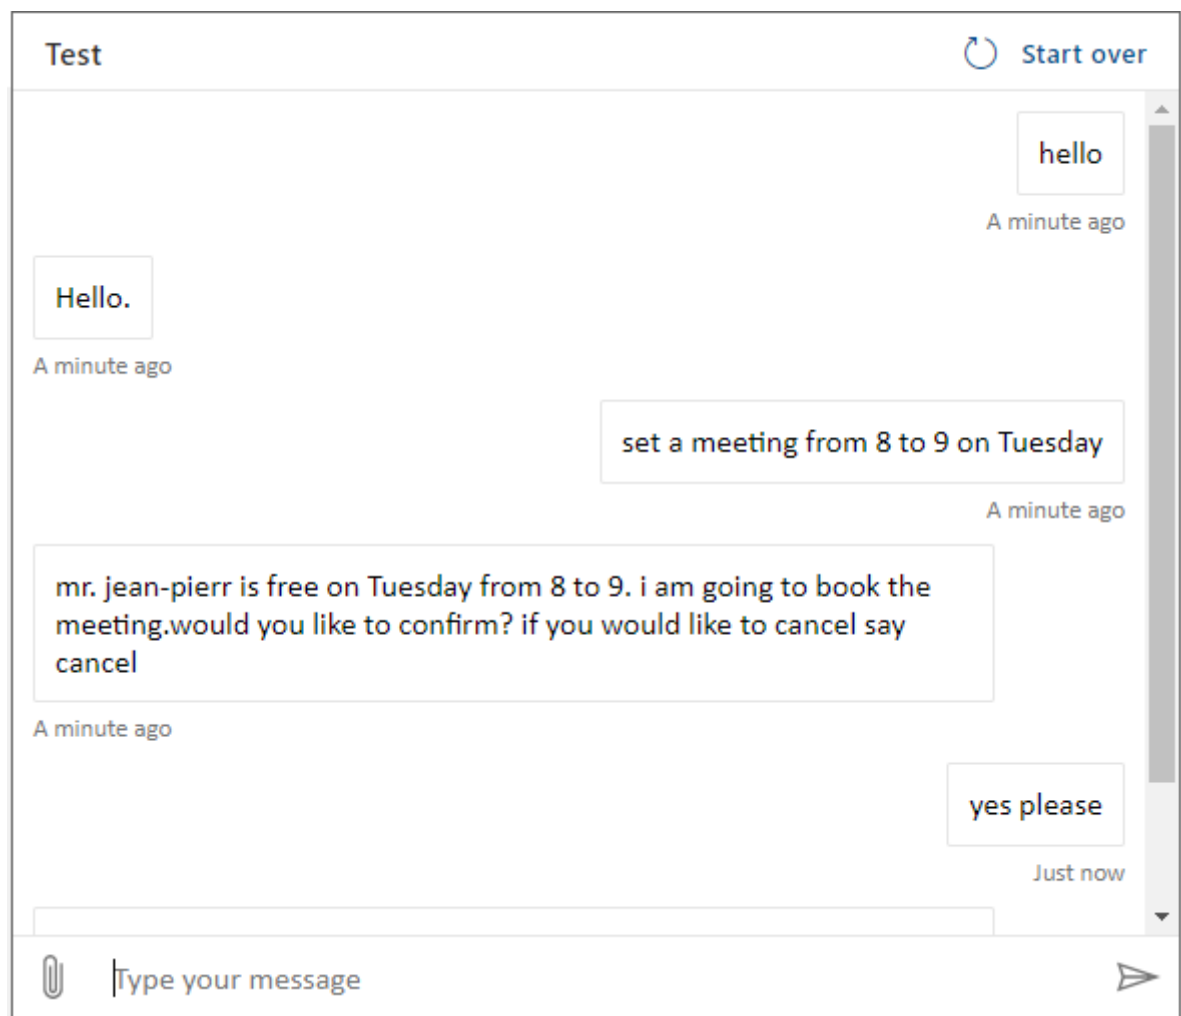 Test
Start over
hello
A minute ago
Hello.
A minute ago
set a meeting from 8 to 9 on Tuesday
A minute ago
mr. jean-pierr is free on Tuesday from 8 to 9. i am going to book the
meeting.would you like to confirm? if you would like to cancel say
cancel
A minute ago
yes please
Just now
Type your message